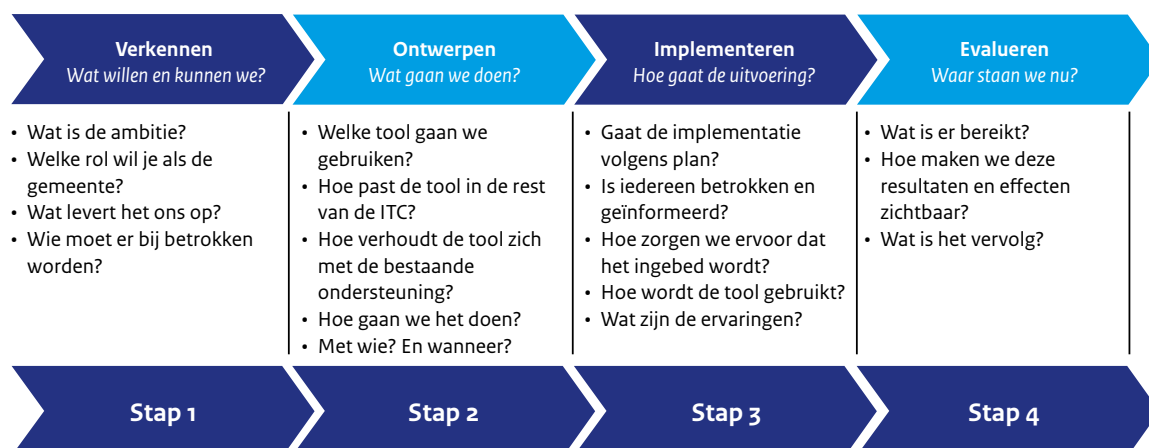 Verkennen
Wat willen en kunnen we?
Ontwerpen
Wat gaan we doen?
Implementeren
Hoe gaat de uitvoering?
Evalueren
Waar staan we nu?
• Wat is de ambitie?
• Welke rol wil je als de
gemeente?
• Wat levert het ons op?
• Wie moet er bij betrokken
worden?
• Welke tool gaan we
gebruiken?
• Hoe past de tool in de rest
van de ITC?
• Hoe verhoudt de tool zich
met de bestaande
ondersteuning?
• Hoe gaan we het doen?
• Met wie? En wanneer?
• Gaat de implementatie
volgens plan?
• Is iedereen betrokken en
geïnformeerd?
• Hoe zorgen we ervoor dat
het ingebed wordt?
• Hoe wordt de tool gebruikt?
• Wat zijn de ervaringen?
• Wat is er bereikt?
• Hoe maken we deze
resultaten en effecten
zichtbaar?
• Wat is het vervolg?
Stap 1
Stap 2
Stap 3
Stap 4